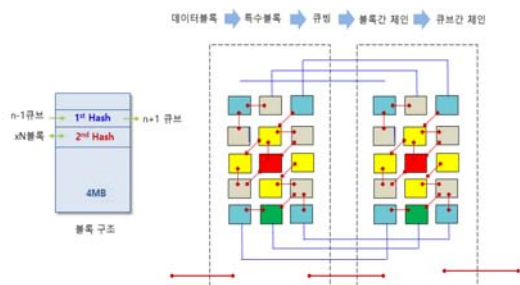 데이터블록 특수블록 큐빙 블록간 체인 큐브간 체인
n-1큐브 1st Hash n+1 큐브
xN블록 2nd Hash
4MB
블록 구조